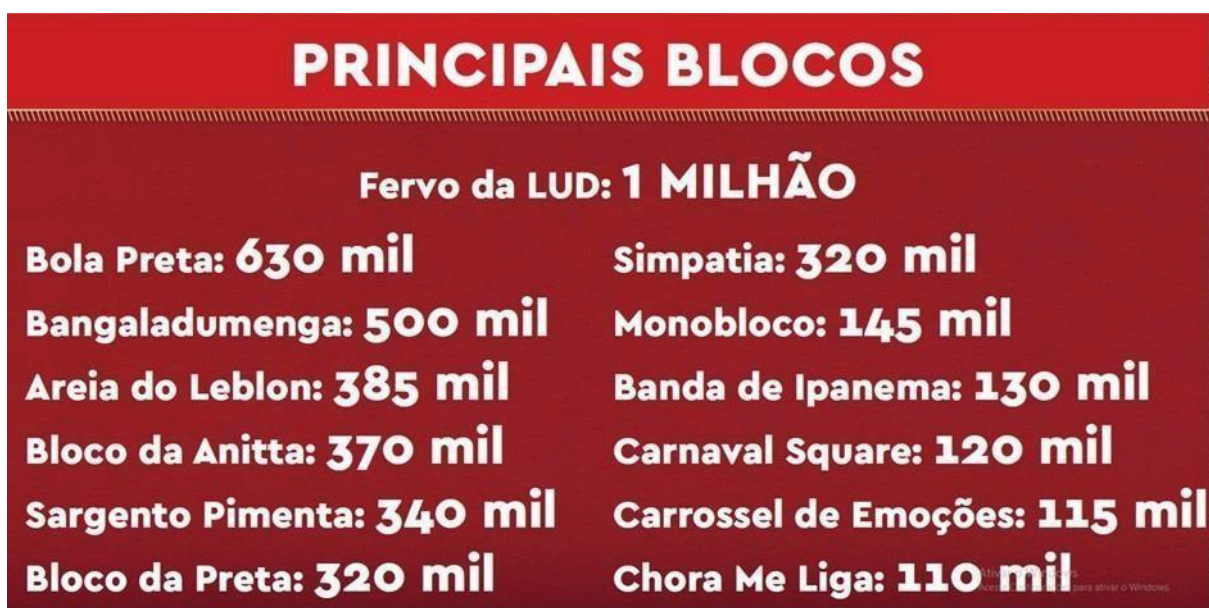 PRINCIPAIS BLOCOS
Fervo da LUD: 1 MILHÃO
Bola Preta: 630 mil
Bangaladumenga: 500 mil
Areia do Leblon: 385 mil
Bloco da Anitta: 370 mil
Sargento Pimenta: 340 mil
Bloco da Preta: 320 mil
Simpatia: 320 mil
Monobloco: 145 mil
Banda de Ipanema: 130 mil
Carnaval Square: 120 mil
Carrossel de Emoções: 115 mil
Chora Me Liga: 110 mil
para ativar o Windows.